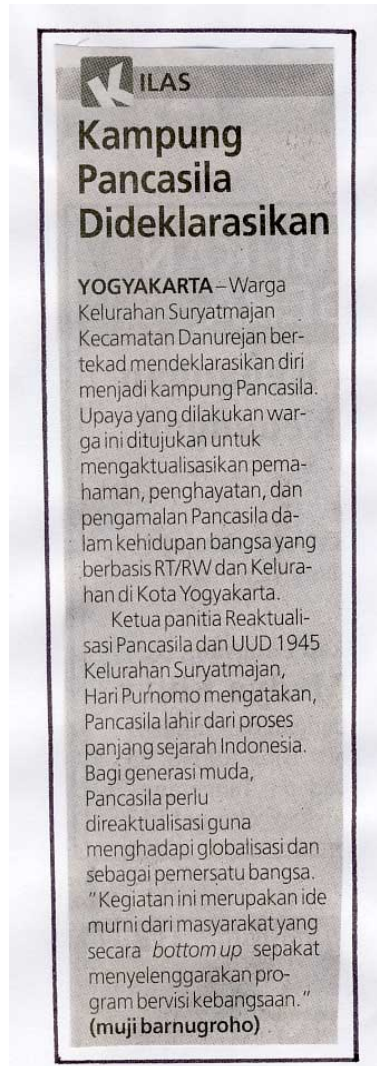 KILAS
Kampung
Pancasila
Dideklarasikan
YOGYAKARTA – Warga
Kelurahan Suryatmajan
Kecamatan Danurejan ber-
tekad mendeklarasikan diri
menjadi kampung Pancasila.
Upaya yang dilakukan war-
ga ini ditujukan untuk
mengaktualisasikan pema-
haman, penghayatan, dan
pengamalan Pancasila da-
lam kehidupan bangsa yang
berbasis RT/RW dan Kelura-
han di Kota Yogyakarta.
Ketua panitia Reaktuali-
sasi Pancasila dan UUD 1945
Kelurahan Suryatmajan,
Hari Purnomo mengatakan,
Pancasila lahir dari proses
panjang sejarah Indonesia.
Bagi generasi muda,
Pancasila perlu
direaktualisasi guna
menghadapi globalisasi dan
sebagai pemersatu bangsa.
"Kegiatan ini merupakan ide
murni dari masyarakat yang
secara bottom up sepakat
menyelenggarakan pro-
gram bervisi kebangsaan."
(muji barnugroho)